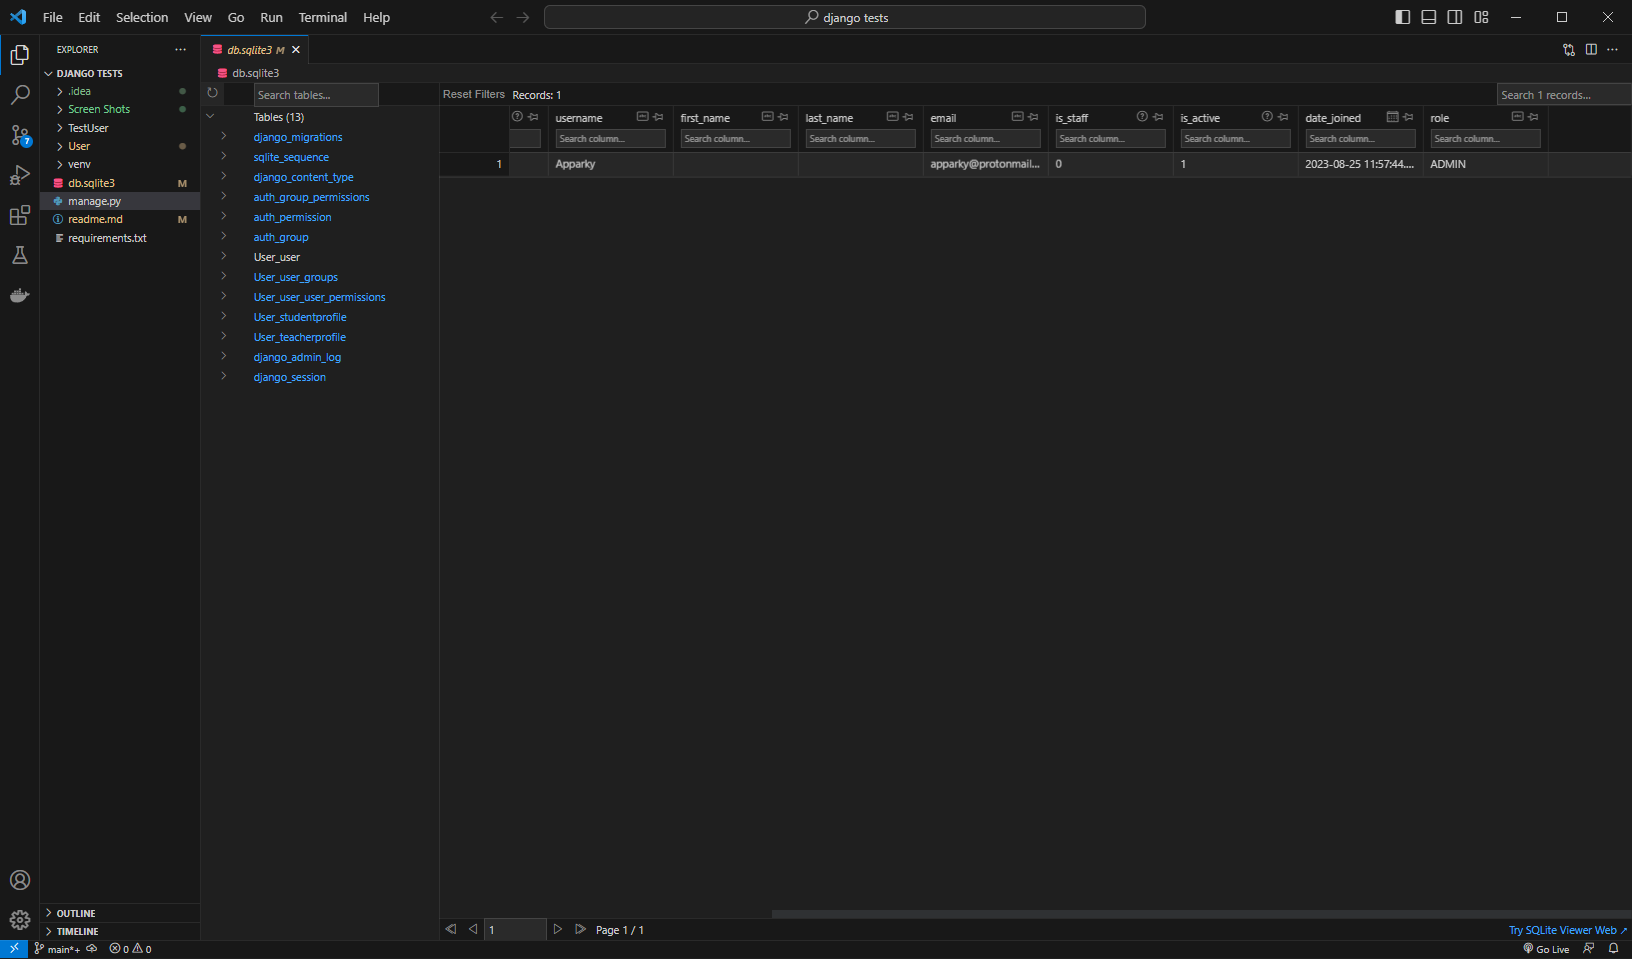 File Edit Selection View Go Run Terminal Help
django tests
EXPLORER
DJANGO TESTS
.idea
Screen Shots
TestUser
User
venv
db.sqlite3 M
manage.py
readme.md M
requirements.txt
OUTLINE
TIMELINE
7
db.sqlite3 M
db.sqlite3
Search tables...
Tables (13)
django_migrations
sqlite_sequence
django_content_type
auth_group_permissions
auth_permission
auth_group
User_user
User_user_groups
User_user_user_permissions
User_studentprofile
User_teacherprofile
django_admin_log
django_session
Reset Filters Records: 1 Search 1 records...
username first_name last_name email is_staff is_active date_joined role
Search column... Search column... Search column... Search column... Search column... Search column... Search column... Search column...
1 Apparky apparky@protonmail... 0 1 2023-08-25 11:57:44.... ADMIN
1 Page 1 / 1 Try SQLite Viewer Web ↗
main*+ 0 0 Go Live